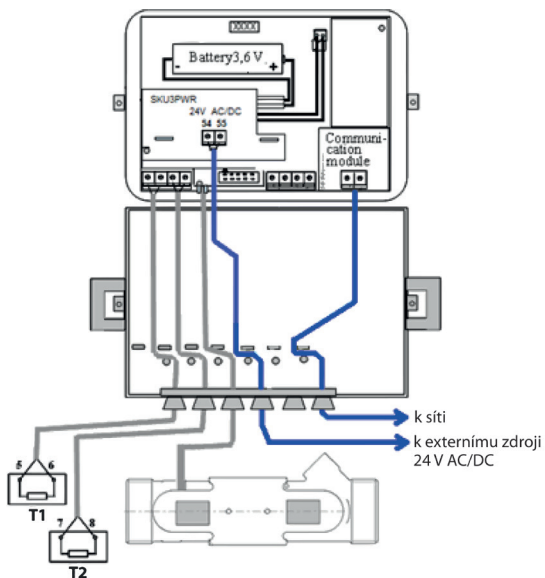 XXXX
Battery3,6 V
- +
SKU3PWR
24V AC/DC
54 55
Communi-
cation
module
k síti
k externímu zdroji
24 V AC/DC
5 6
T1
7 8
T2